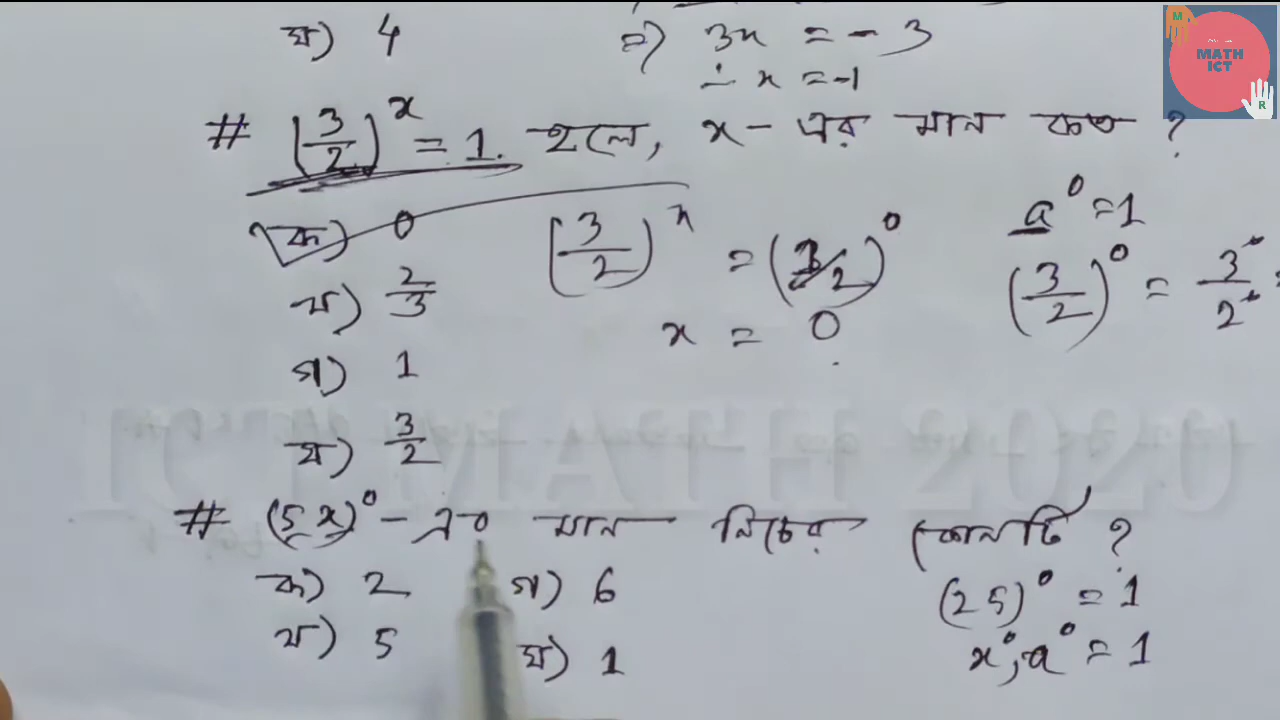 ঘ) 4
⇒) 3x = - 3
∴ x = -1
# (3/2)^x = 1. হলে, x - এর মান কত ?
ক) 0
খ) 2/3
গ) 1
ঘ) 3/2
(3/2)^x = (3/2)^0
x = 0
a^0 = 1
(3/2)^0 = 3^0/2^0 =
# (5x)^0 - এর মান নিচের কোনটি ?
ক) 2 গ) 6
খ) 5 ঘ) 1
(25)^0 = 1
x^0, a^0 = 1
MATH
ICT
M
R
ICT MATH 2020